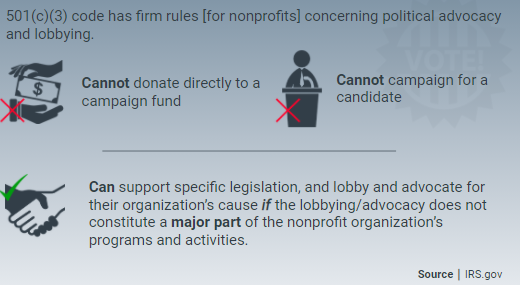 501(c)(3) code has firm rules [for nonprofits] concerning political advocacy
and lobbying.
VOTE!
$
Cannot donate directly to a
campaign fund
Cannot campaign for a
candidate
Can support specific legislation, and lobby and advocate for
their organization's cause if the lobbying/advocacy does not
constitute a major part of the nonprofit organization's
programs and activities.
Source | IRS.gov